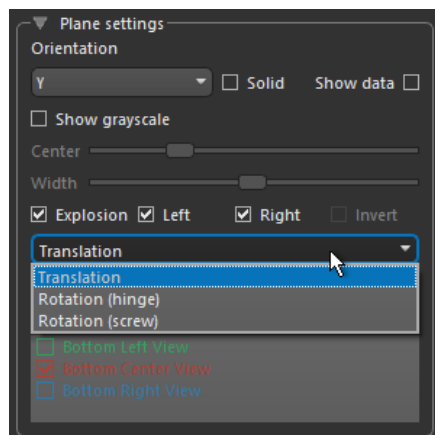 Plane settings
Orientation
Y Solid Show data
Show grayscale
Center
Width
Explosion Left Right Invert
Translation
Translation
Rotation (hinge)
Rotation (screw)
Bottom Left View
Bottom Center View
Bottom Right View